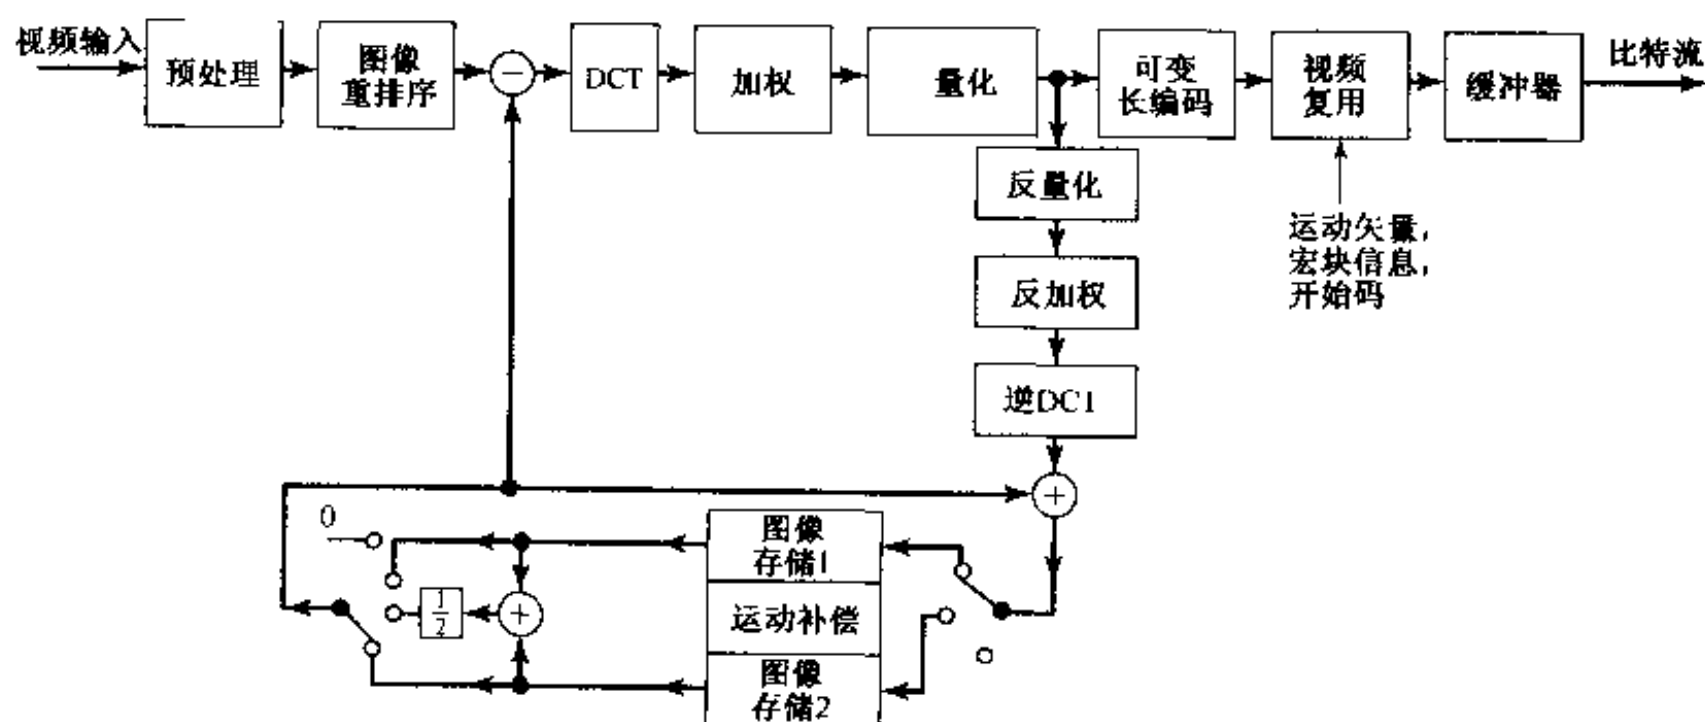 视频输入
预处理
图像
重排序
−
DCT
加权
量化
可变
长编码
视频
复用
缓冲器
比特流
反量化
运动矢量,
宏块信息,
开始码
反加权
逆DCT
+
0
图像
存储1
1
2
+
运动补偿
图像
存储2